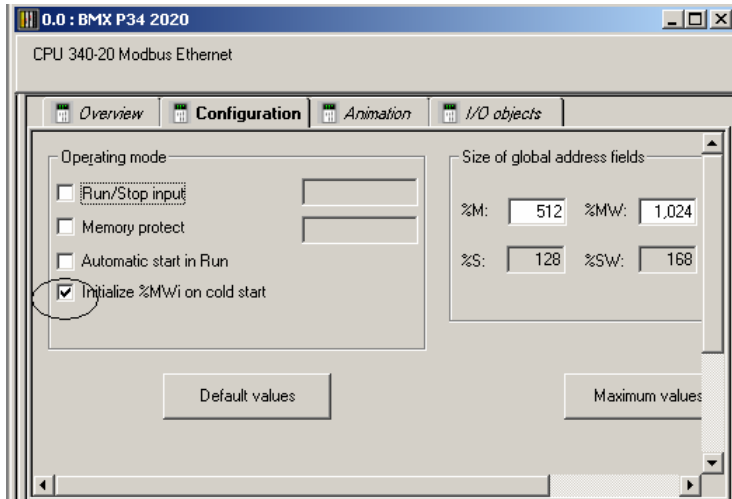 0.0 : BMX P34 2020
CPU 340-20 Modbus Ethernet
Overview Configuration Animation I/O objects
Operating mode
Run/Stop input
Memory protect
Automatic start in Run
Initialize %MWi on cold start
Size of global address fields
%M: 512 %MW: 1,024
%S: 128 %SW: 168
Default values
Maximum values